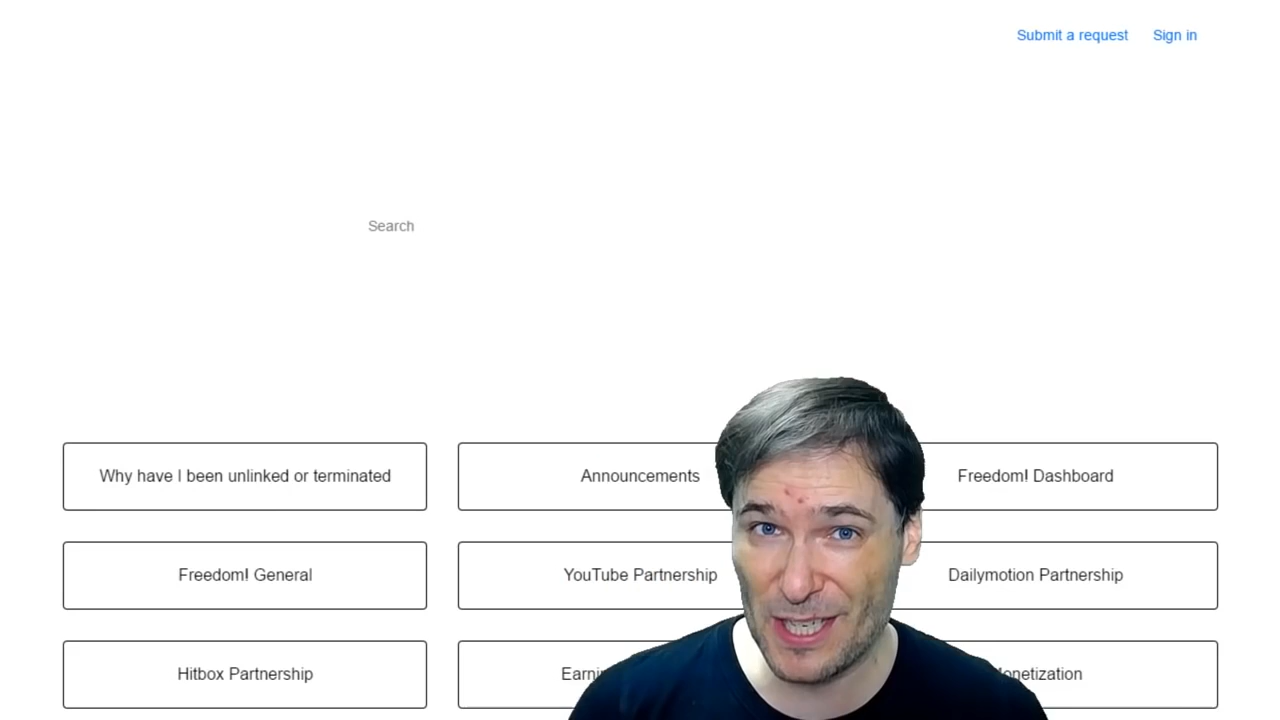 Submit a request Sign in
Search
Why have I been unlinked or terminated
Announcements
Freedom! Dashboard
Freedom! General
YouTube Partnership
Dailymotion Partnership
Hitbox Partnership